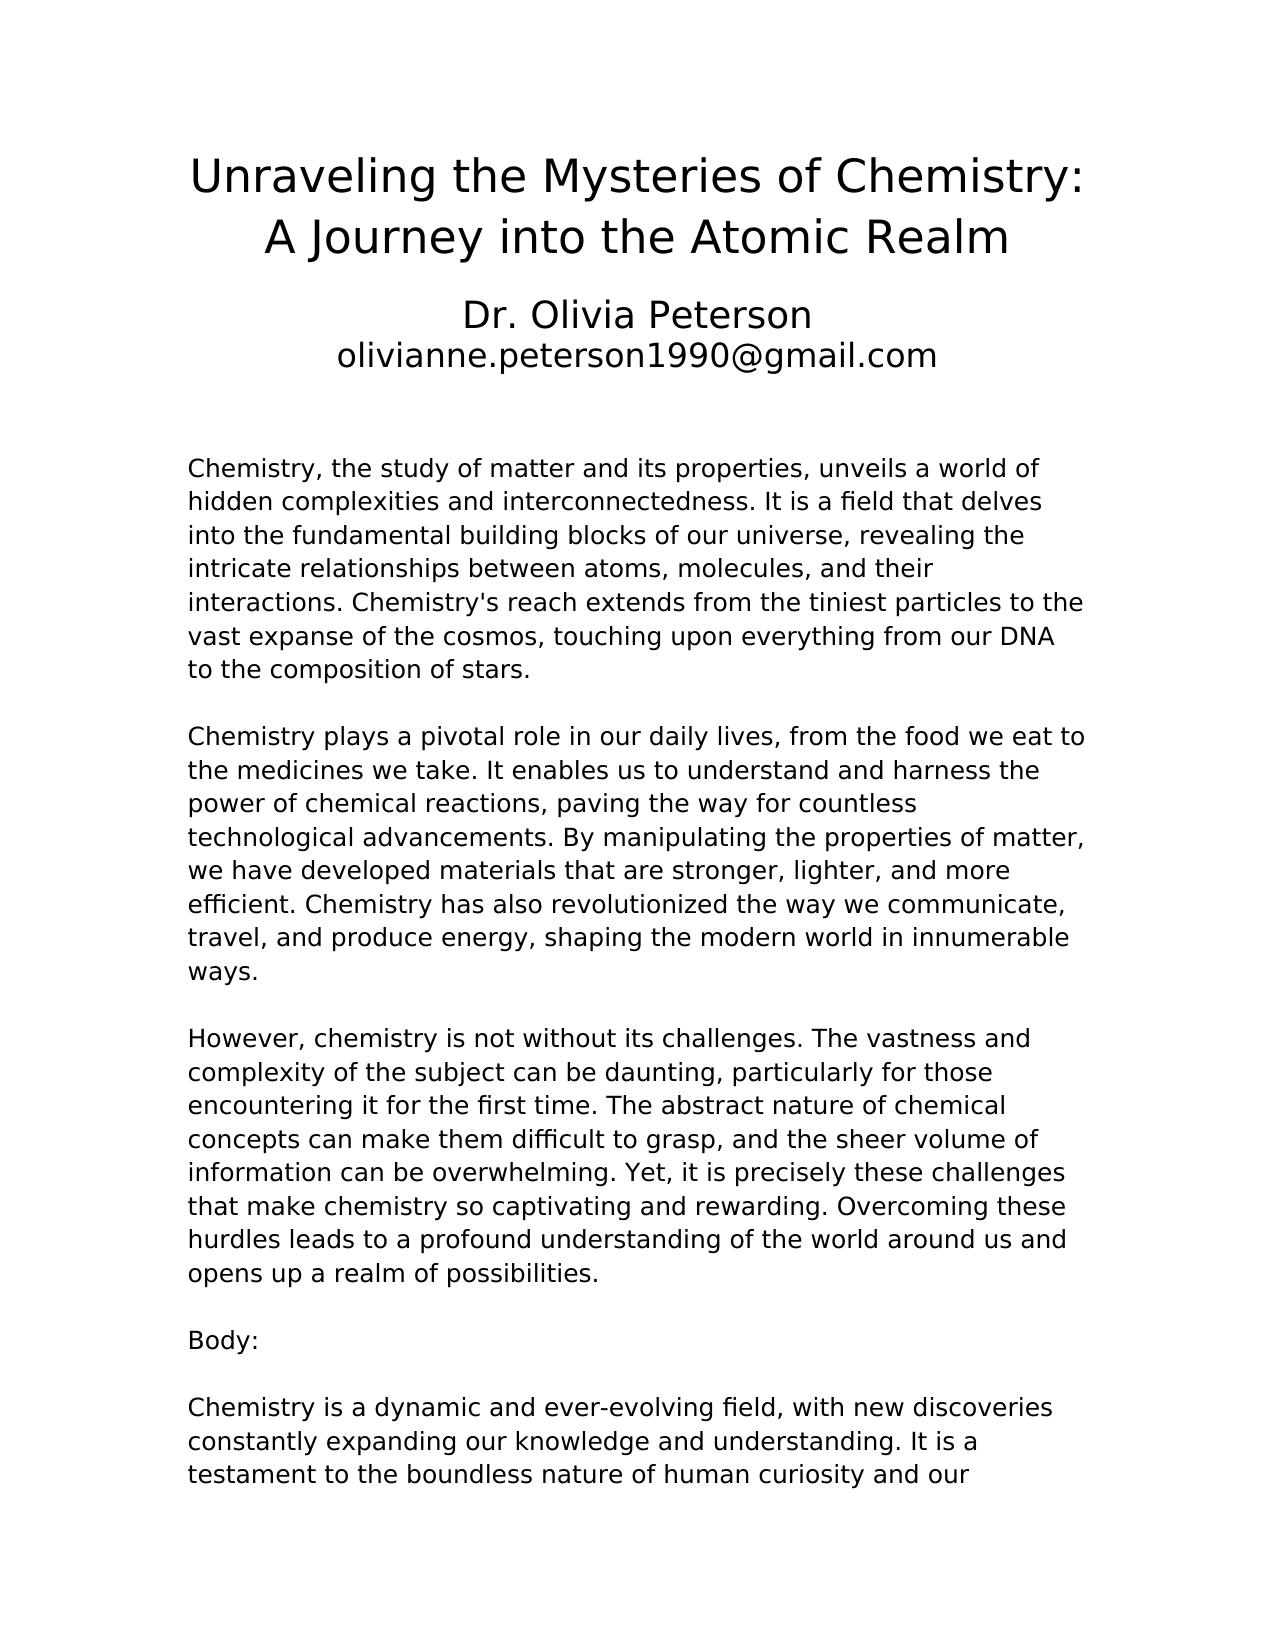 Unraveling the Mysteries of Chemistry:
A Journey into the Atomic Realm
Dr. Olivia Peterson
olivianne.peterson1990@gmail.com
Chemistry, the study of matter and its properties, unveils a world of
hidden complexities and interconnectedness. It is a field that delves
into the fundamental building blocks of our universe, revealing the
intricate relationships between atoms, molecules, and their
interactions. Chemistry's reach extends from the tiniest particles to the
vast expanse of the cosmos, touching upon everything from our DNA
to the composition of stars.
Chemistry plays a pivotal role in our daily lives, from the food we eat to
the medicines we take. It enables us to understand and harness the
power of chemical reactions, paving the way for countless
technological advancements. By manipulating the properties of matter,
we have developed materials that are stronger, lighter, and more
efficient. Chemistry has also revolutionized the way we communicate,
travel, and produce energy, shaping the modern world in innumerable
ways.
However, chemistry is not without its challenges. The vastness and
complexity of the subject can be daunting, particularly for those
encountering it for the first time. The abstract nature of chemical
concepts can make them difficult to grasp, and the sheer volume of
information can be overwhelming. Yet, it is precisely these challenges
that make chemistry so captivating and rewarding. Overcoming these
hurdles leads to a profound understanding of the world around us and
opens up a realm of possibilities.
Body:
Chemistry is a dynamic and ever-evolving field, with new discoveries
constantly expanding our knowledge and understanding. It is a
testament to the boundless nature of human curiosity and our